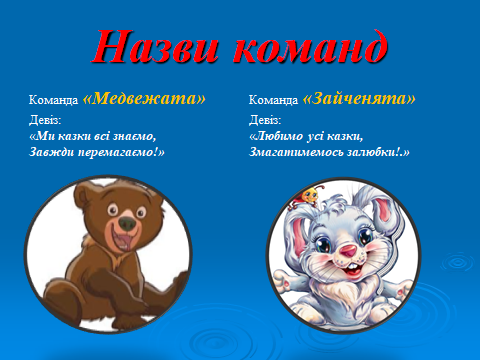 Назви команд
Команда «Медвежата»
Девіз:
«Ми казки всі знаємо,
Завжди перемагаємо!»
Команда «Зайченята»
Девіз:
«Любимо усі казки,
Змагатимемось залюбки!.»